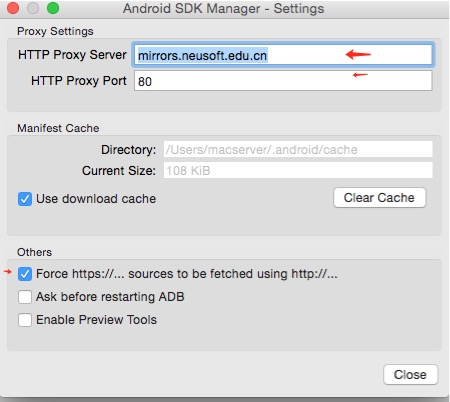 Android SDK Manager - Settings
Proxy Settings
HTTP Proxy Server mirrors.neusoft.edu.cn
HTTP Proxy Port 80
Manifest Cache
Directory: /Users/macserver/.android/cache
Current Size: 108 KiB
Use download cache Clear Cache
Others
Force https://... sources to be fetched using http://...
Ask before restarting ADB
Enable Preview Tools
Close